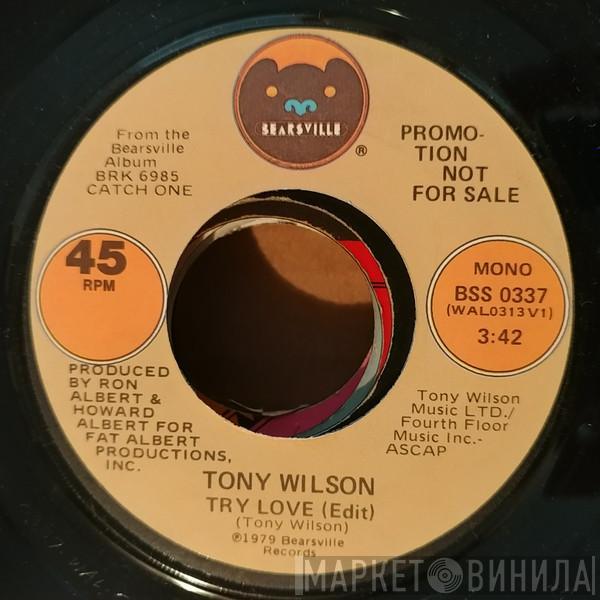 BEARSVILLE
®
From the
Bearsville
Album
BRK 6985
CATCH ONE
PROMO-
TION
NOT
FOR SALE
45
RPM
MONO
BSS 0337
(WAL0313V1)
3:42
PRODUCED
BY RON
ALBERT &
HOWARD
ALBERT FOR
FAT ALBERT
PRODUCTIONS,
INC.
Tony Wilson
Music LTD./
Fourth Floor
Music Inc.-
ASCAP
TONY WILSON
TRY LOVE (Edit)
(Tony Wilson)
℗1979 Bearsville
Records
МАРКЕТ ВИНИЛА